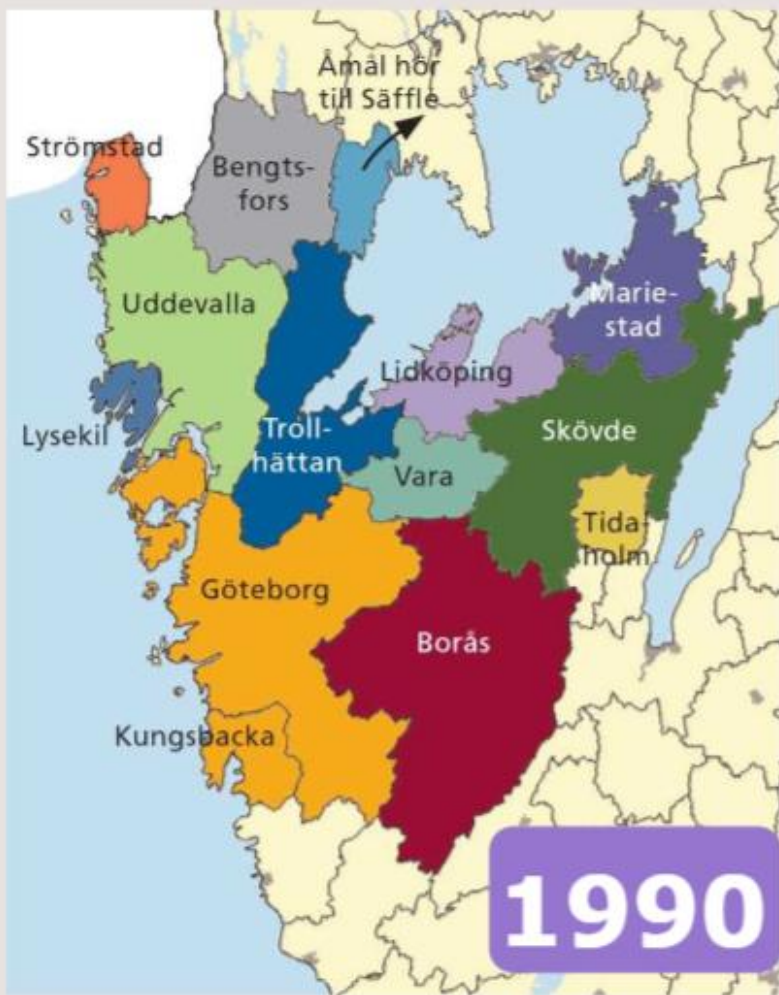 Åmål hör
till Säffle
Strömstad
Bengts-
fors
Uddevalla
Marie-
stad
Lidköping
Lysekil
Troll-
hättan
Skövde
Vara
Tida-
holm
Göteborg
Borås
Kungsbacka
1990